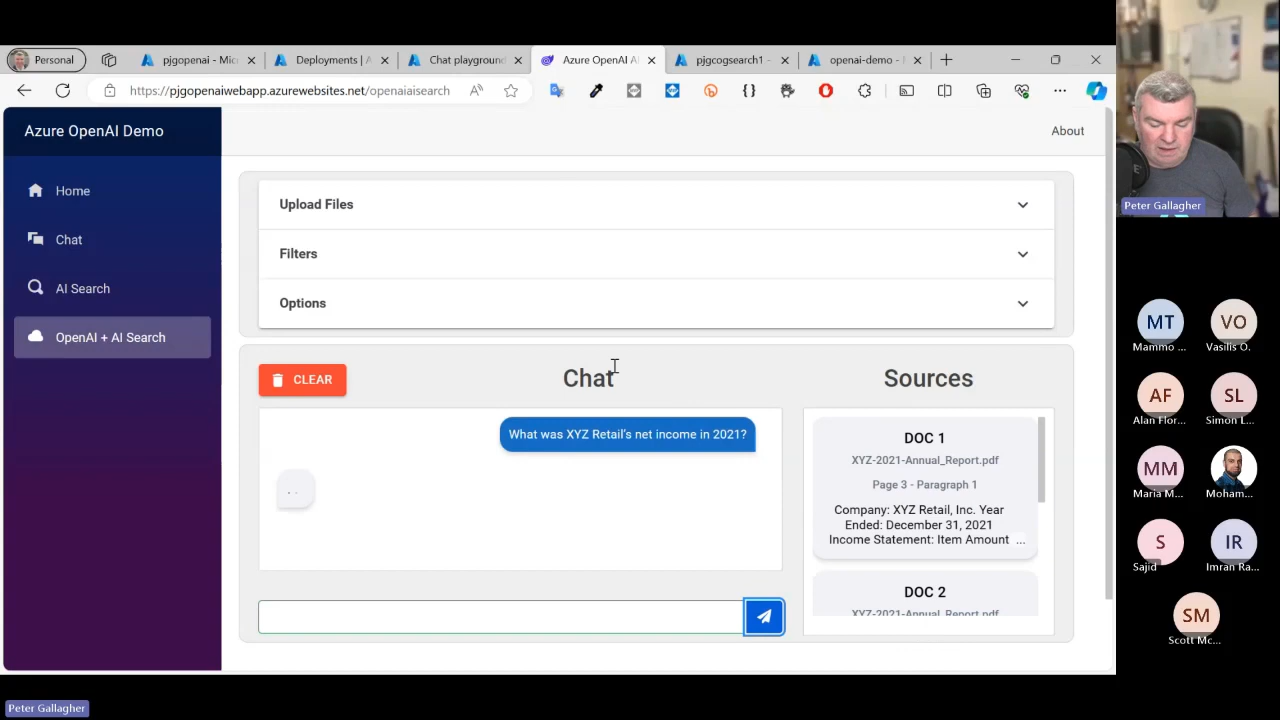 Personal
pjgopenai - Mic
Deployments | A
Chat playground
Azure OpenAI A
pjgcogsearch1 -
openai-demo -
https://pjgopenaiwebapp.azurewebsites.net/openaiaisearch
Azure OpenAI Demo
About
Home
Chat
AI Search
OpenAI + AI Search
Upload Files
Filters
Options
CLEAR
Chat
Sources
What was XYZ Retail's net income in 2021?
DOC 1
XYZ-2021-Annual_Report.pdf
Page 3 - Paragraph 1
Company: XYZ Retail, Inc. Year
Ended: December 31, 2021
Income Statement: Item Amount ...
DOC 2
XYZ-2021-Annual_Report.pdf
Peter Gallagher
MT
Mammo ...
VO
Vasilis O.
AF
Alan Flor...
SL
Simon L...
MM
Maria M...
Moham...
S
Sajid
IR
Imran Ra...
SM
Scott Mc...
Peter Gallagher